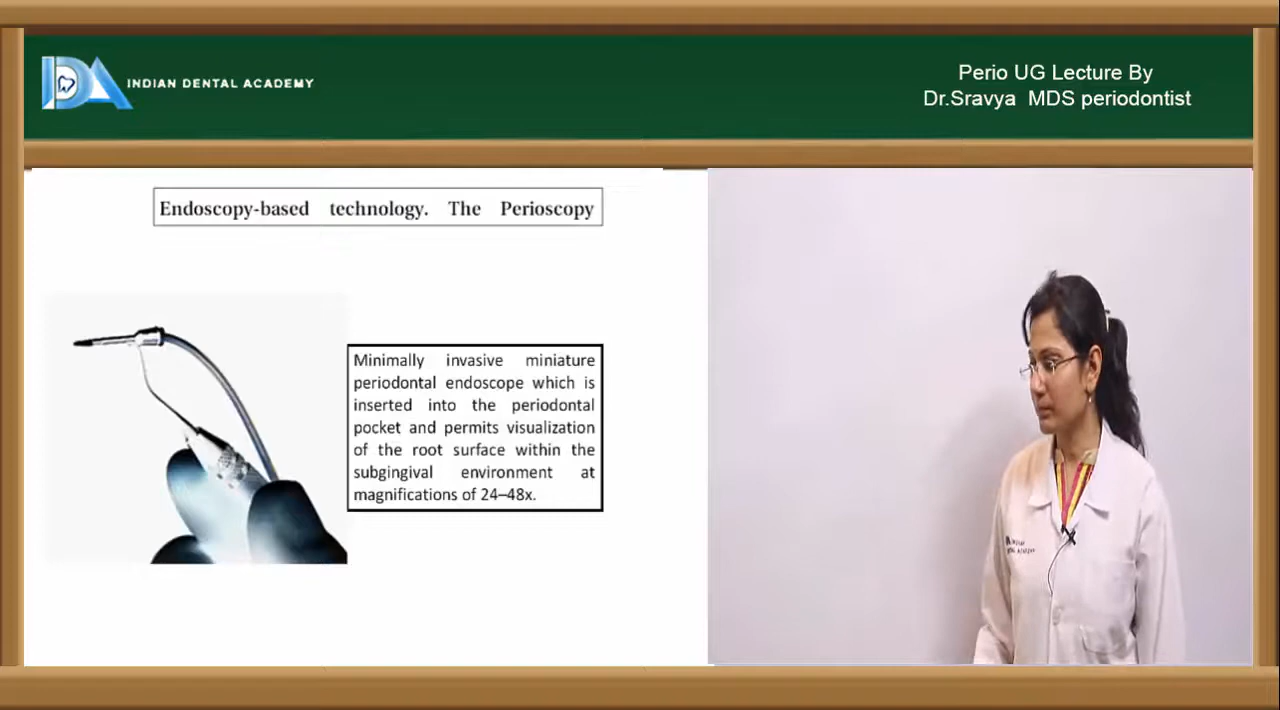 INDIAN DENTAL ACADEMY
Perio UG Lecture By
Dr.Sravya MDS periodontist
Endoscopy-based technology. The Perioscopy
Minimally invasive miniature
periodontal endoscope which is
inserted into the periodontal
pocket and permits visualization
of the root surface within the
subgingival environment at
magnifications of 24–48x.